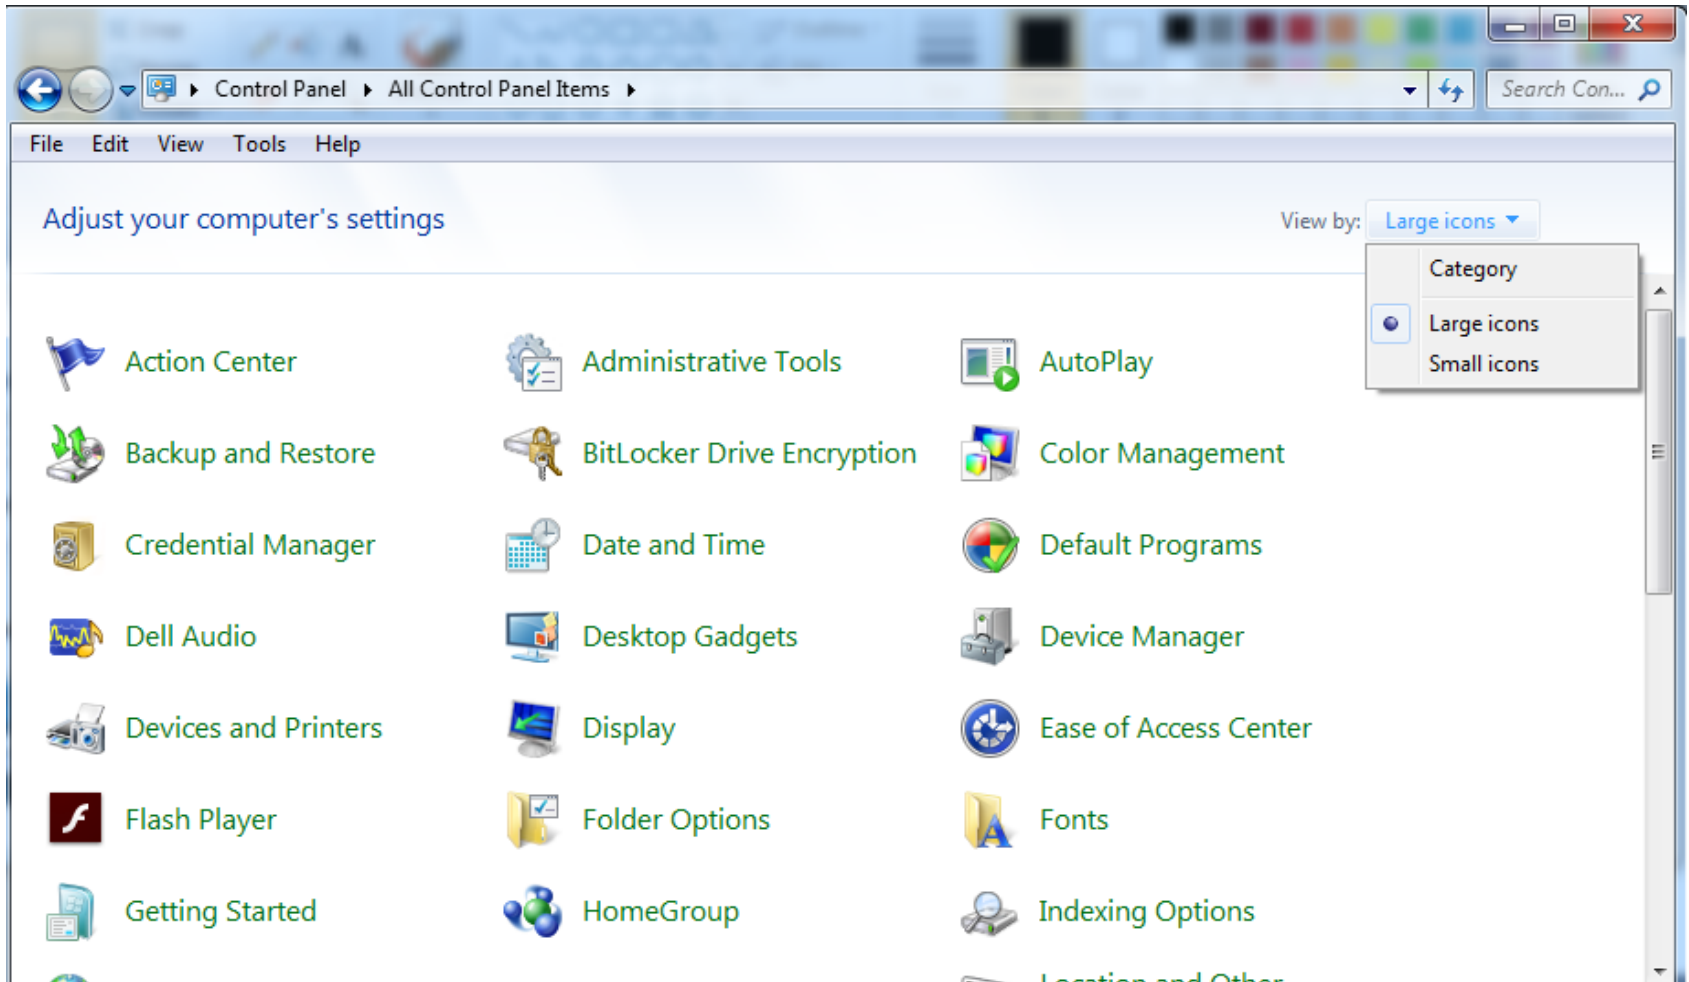 Control Panel All Control Panel Items Search Con...
File Edit View Tools Help
Adjust your computer's settings View by: Large icons
Category
Large icons
Small icons
Action Center Administrative Tools AutoPlay
Backup and Restore BitLocker Drive Encryption Color Management
Credential Manager Date and Time Default Programs
Dell Audio Desktop Gadgets Device Manager
Devices and Printers Display Ease of Access Center
Flash Player Folder Options Fonts
Getting Started HomeGroup Indexing Options
Location and Other